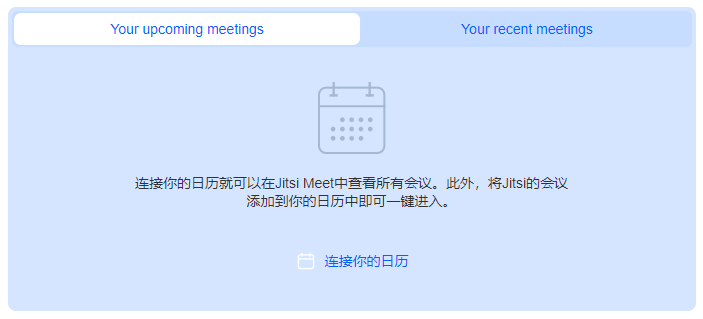 Your upcoming meetings
Your recent meetings
连接你的日历就可以在Jitsi Meet中查看所有会议。此外，将Jitsi的会议
添加到你的日历中即可一键进入。
连接你的日历